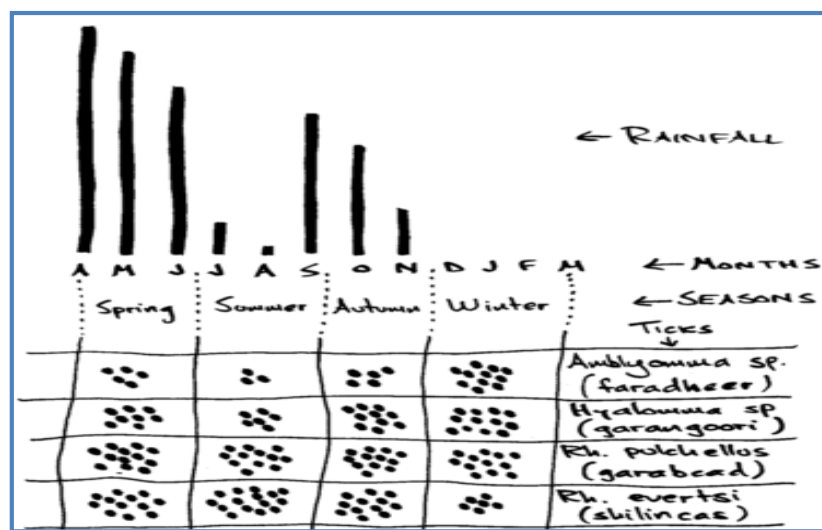 ← RAINFALL
A M J J A S O N D J F M ← MONTHS
Spring Summer Autumn Winter ← SEASONS
TICKS
↓
Amblyomma sp.
(faradheer)
Hyalomma sp
(garangoori)
Rh. pulchellus
(garabcad)
Rh. evertsi
(shilincas)